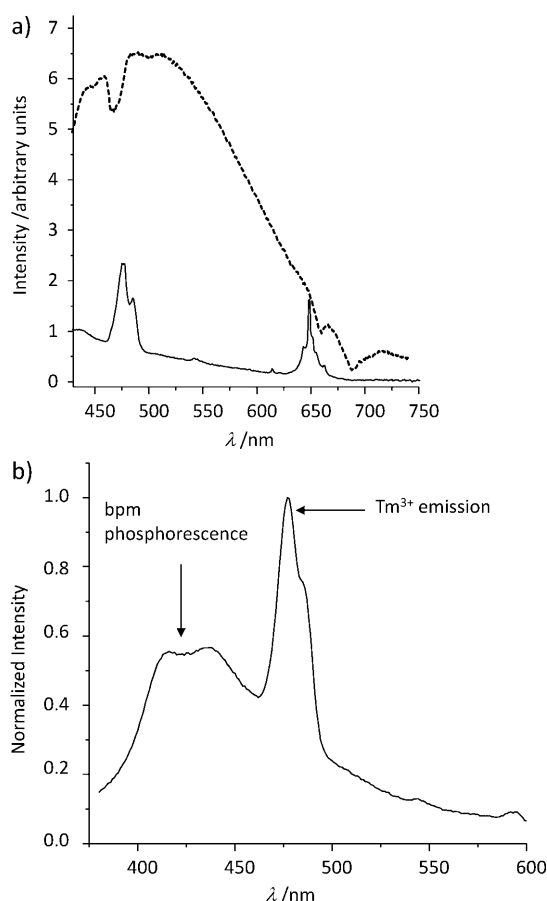 a)
7
6
5
4
3
2
1
0
Intensity /arbitrary units
450 500 550 600 650 700 750
λ /nm
b)
bpm
phosphorescence
Tm³⁺ emission
1.0
0.8
0.6
0.4
0.2
0.0
Normalized Intensity
400 450 500 550 600
λ /nm